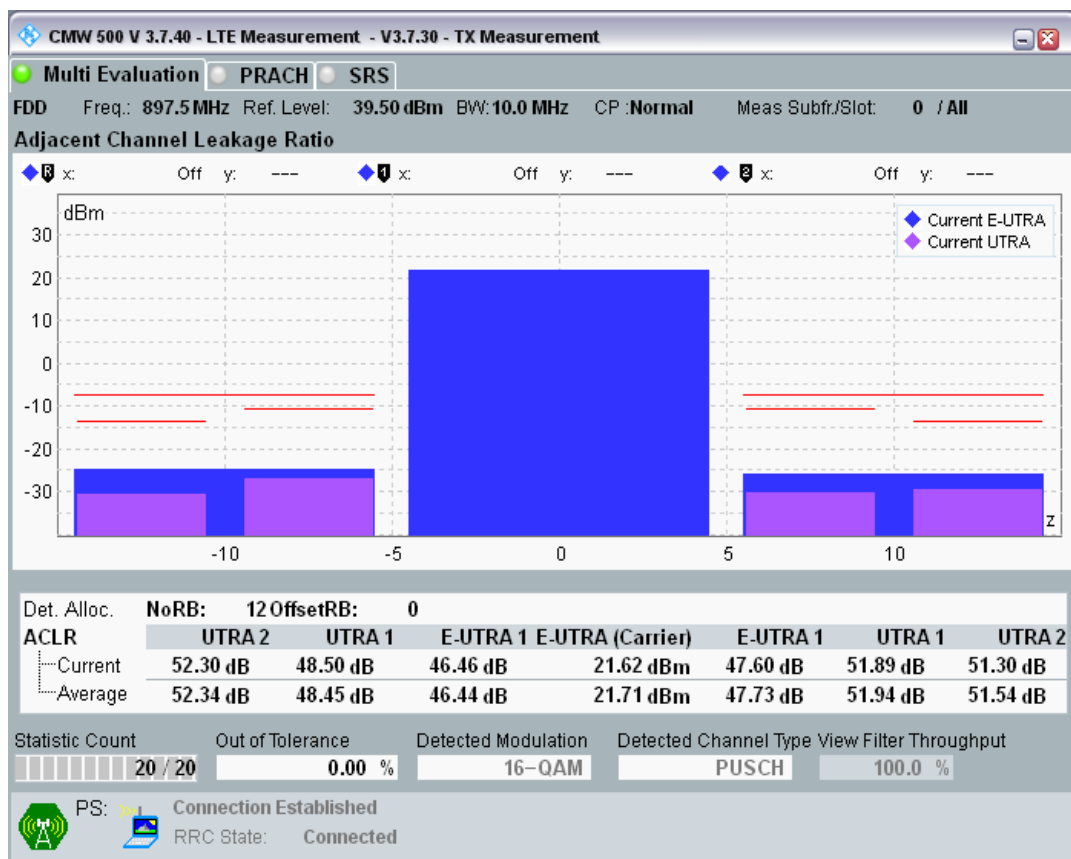 CMW 500 V 3.7.40 - LTE Measurement - V3.7.30 - TX Measurement
Multi Evaluation PRACH SRS
FDD Freq.: 897.5 MHz Ref. Level: 39.50 dBm BW: 10.0 MHz CP :Normal Meas Subfr./Slot: 0 / All
Adjacent Channel Leakage Ratio
R x: Off y: --- 1 x: Off y: --- 2 x: Off y: ---
dBm
Current E-UTRA
Current UTRA
30
20
10
0
-10
-20
-30
z
-10 -5 0 5 10
Det. Alloc. NoRB: 12 OffsetRB: 0
ACLR UTRA 2 UTRA 1 E-UTRA 1 E-UTRA (Carrier) E-UTRA 1 UTRA 1 UTRA 2
Current 52.30 dB 48.50 dB 46.46 dB 21.62 dBm 47.60 dB 51.89 dB 51.30 dB
Average 52.34 dB 48.45 dB 46.44 dB 21.71 dBm 47.73 dB 51.94 dB 51.54 dB
Statistic Count Out of Tolerance Detected Modulation Detected Channel Type View Filter Throughput
20 / 20 0.00 % 16-QAM PUSCH 100.0 %
PS: Connection Established
RRC State: Connected